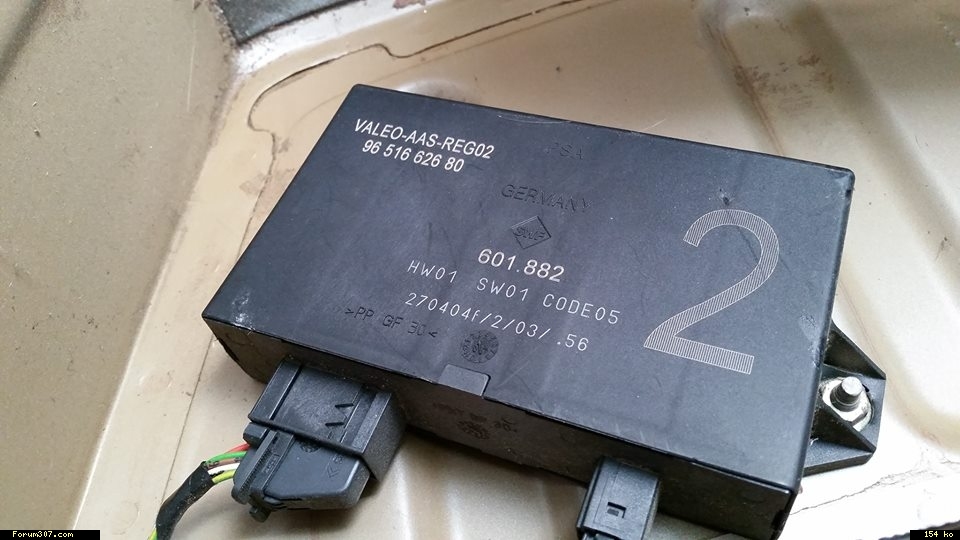 VALEO-AAS-REG02
96 516 626 80
PSA
GERMANY
SWF
601.882
HW01 SW01 CODE05
270404F/2/03/.56
>PP GF 30<
2
Forum307.com
154 ko